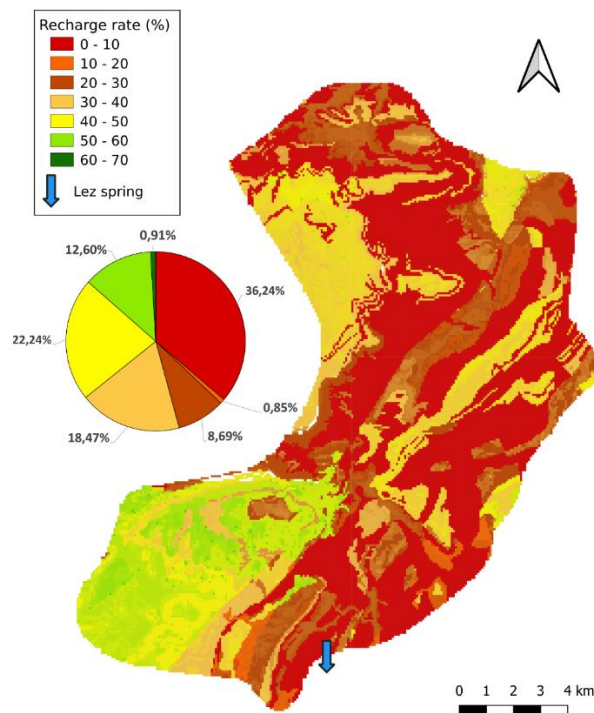 Recharge rate (%)
0 - 10
10 - 20
20 - 30
30 - 40
40 - 50
50 - 60
60 - 70
Lez spring
0,91%
12,60%
36,24%
22,24%
0,85%
18,47%
8,69%
0 1 2 3 4 km